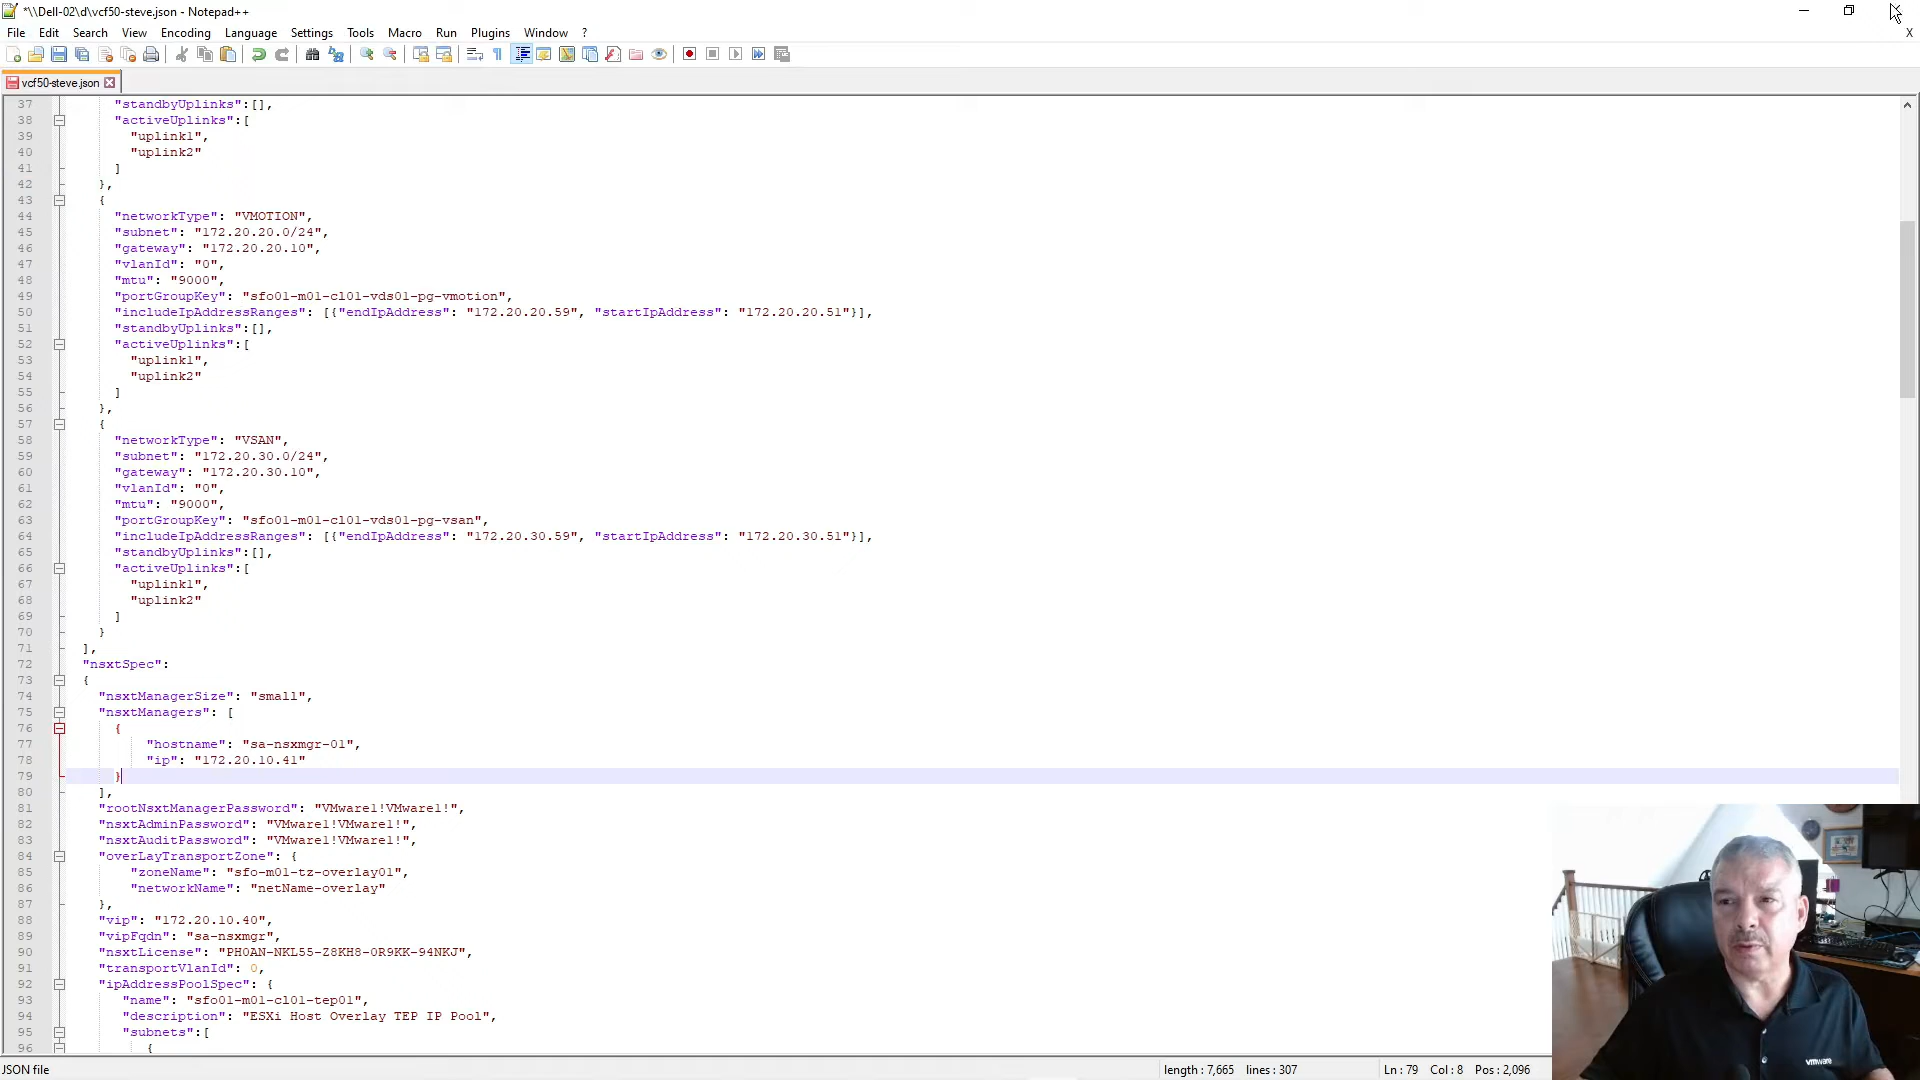 *\\Dell-02\d\vcf50-steve.json - Notepad++
File Edit Search View Encoding Language Settings Tools Macro Run Plugins Window ? X
vcf50-steve.json
37 "standbyUplinks":[],
38 "activeUplinks":[
39 "uplink1",
40 "uplink2"
41 ]
42 },
43 {
44 "networkType": "VMOTION",
45 "subnet": "172.20.20.0/24",
46 "gateway": "172.20.20.10",
47 "vlanId": "0",
48 "mtu": "9000",
49 "portGroupKey": "sfo01-m01-cl01-vds01-pg-vmotion",
50 "includeIpAddressRanges": [{"endIpAddress": "172.20.20.59", "startIpAddress": "172.20.20.51"}],
51 "standbyUplinks":[],
52 "activeUplinks":[
53 "uplink1",
54 "uplink2"
55 ]
56 },
57 {
58 "networkType": "VSAN",
59 "subnet": "172.20.30.0/24",
60 "gateway": "172.20.30.10",
61 "vlanId": "0",
62 "mtu": "9000",
63 "portGroupKey": "sfo01-m01-cl01-vds01-pg-vsan",
64 "includeIpAddressRanges": [{"endIpAddress": "172.20.30.59", "startIpAddress": "172.20.30.51"}],
65 "standbyUplinks":[],
66 "activeUplinks":[
67 "uplink1",
68 "uplink2"
69 ]
70 }
71 ],
72 "nsxtSpec":
73 {
74 "nsxtManagerSize": "small",
75 "nsxtManagers": [
76 {
77 "hostname": "sa-nsxmgr-01",
78 "ip": "172.20.10.41"
79 }
80 ],
81 "rootNsxtManagerPassword": "VMware1!VMware1!",
82 "nsxtAdminPassword": "VMware1!VMware1!",
83 "nsxtAuditPassword": "VMware1!VMware1!",
84 "overLayTransportZone": {
85 "zoneName": "sfo-m01-tz-overlay01",
86 "networkName": "netName-overlay"
87 },
88 "vip": "172.20.10.40",
89 "vipFqdn": "sa-nsxmgr",
90 "nsxtLicense": "PH0AN-NKL55-Z8KH8-0R9KK-94NKJ",
91 "transportVlanId": 0,
92 "ipAddressPoolSpec": {
93 "name": "sfo01-m01-cl01-tep01",
94 "description": "ESXi Host Overlay TEP IP Pool",
95 "subnets":[
96 {
vmware
JSON file length : 7,665 lines : 307 Ln : 79 Col : 8 Pos : 2,096